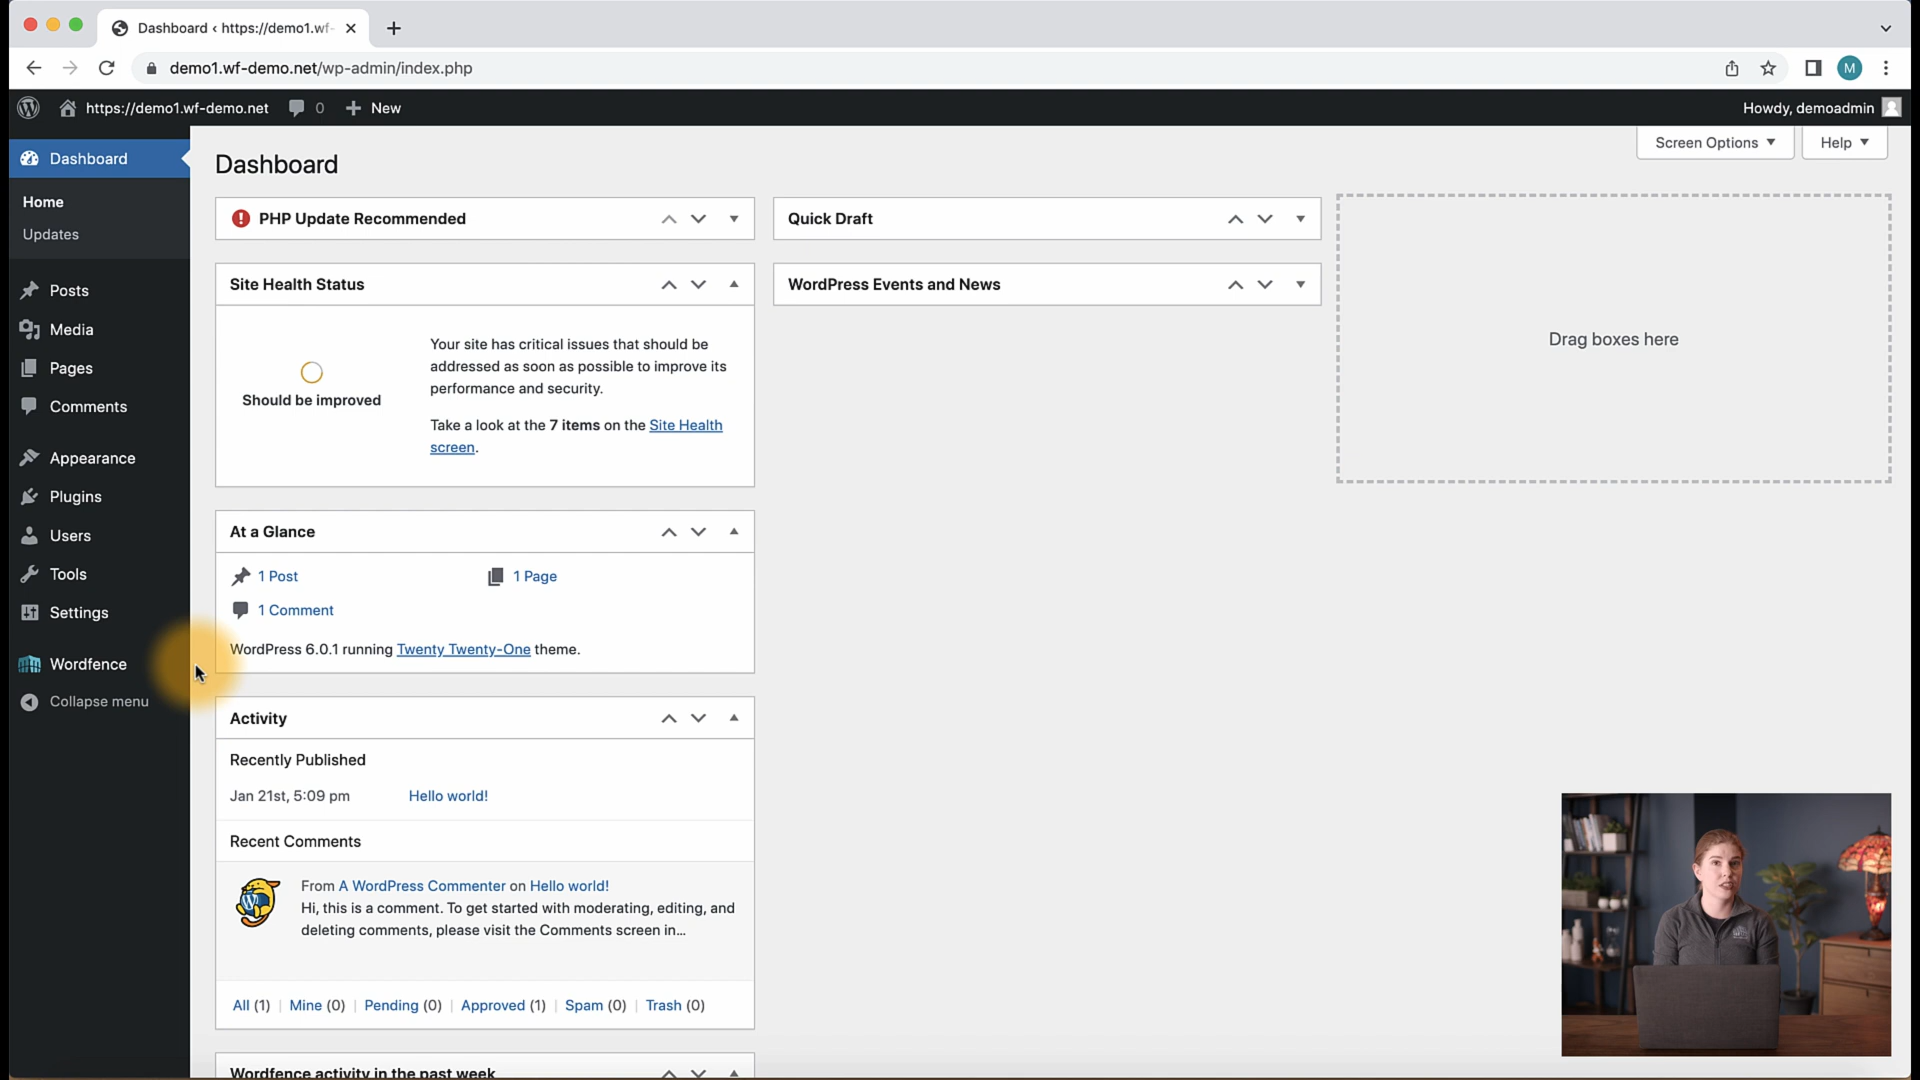 Dashboard ‹ https://demo1.wf-
demo1.wf-demo.net/wp-admin/index.php
M
https://demo1.wf-demo.net
0
New
Howdy, demoadmin
Dashboard
Home
Updates
Posts
Media
Pages
Comments
Appearance
Plugins
Users
Tools
Settings
Wordfence
Collapse menu
Dashboard
Screen Options
Help
PHP Update Recommended
Site Health Status
Should be improved
Your site has critical issues that should be
addressed as soon as possible to improve its
performance and security.
Take a look at the 7 items on the Site Health
screen.
At a Glance
1 Post
1 Page
1 Comment
WordPress 6.0.1 running Twenty Twenty-One theme.
Activity
Recently Published
Jan 21st, 5:09 pm Hello world!
Recent Comments
From A WordPress Commenter on Hello world!
Hi, this is a comment. To get started with moderating, editing, and
deleting comments, please visit the Comments screen in...
All (1) | Mine (0) | Pending (0) | Approved (1) | Spam (0) | Trash (0)
Wordfence activity in the past week
Quick Draft
WordPress Events and News
Drag boxes here